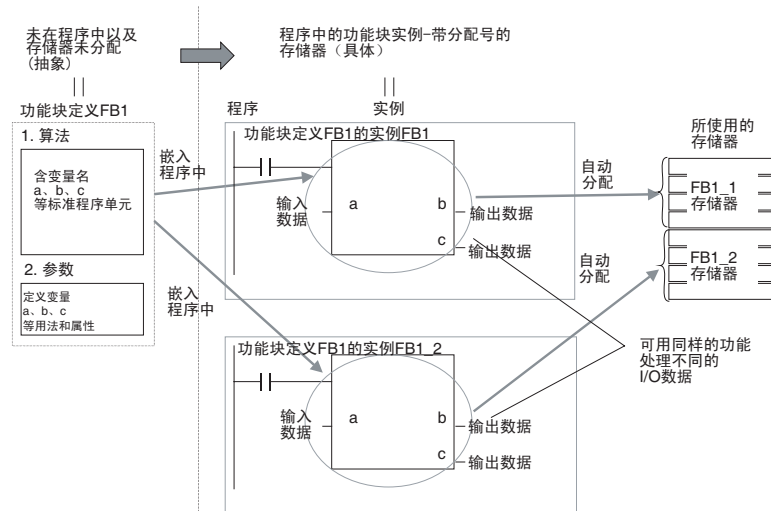 未在程序中以及
存储器未分配
(抽象)
程序中的功能块实例-带分配号的
存储器（具体）
功能块定义FB1
程序
实例
1. 算法
含变量名
a、b、c
等标准程序单元
2. 参数
定义变量
a、b、c
等用法和属性
嵌入
程序中
嵌入
程序中
功能块定义FB1的实例FB1
输入
数据
a
b
c
输出数据
输出数据
功能块定义FB1的实例FB1_2
输入
数据
a
b
c
输出数据
输出数据
自动
分配
自动
分配
所使用的
存储器
FB1_1
存储器
FB1_2
存储器
可用同样的功能
处理不同的
I/O数据